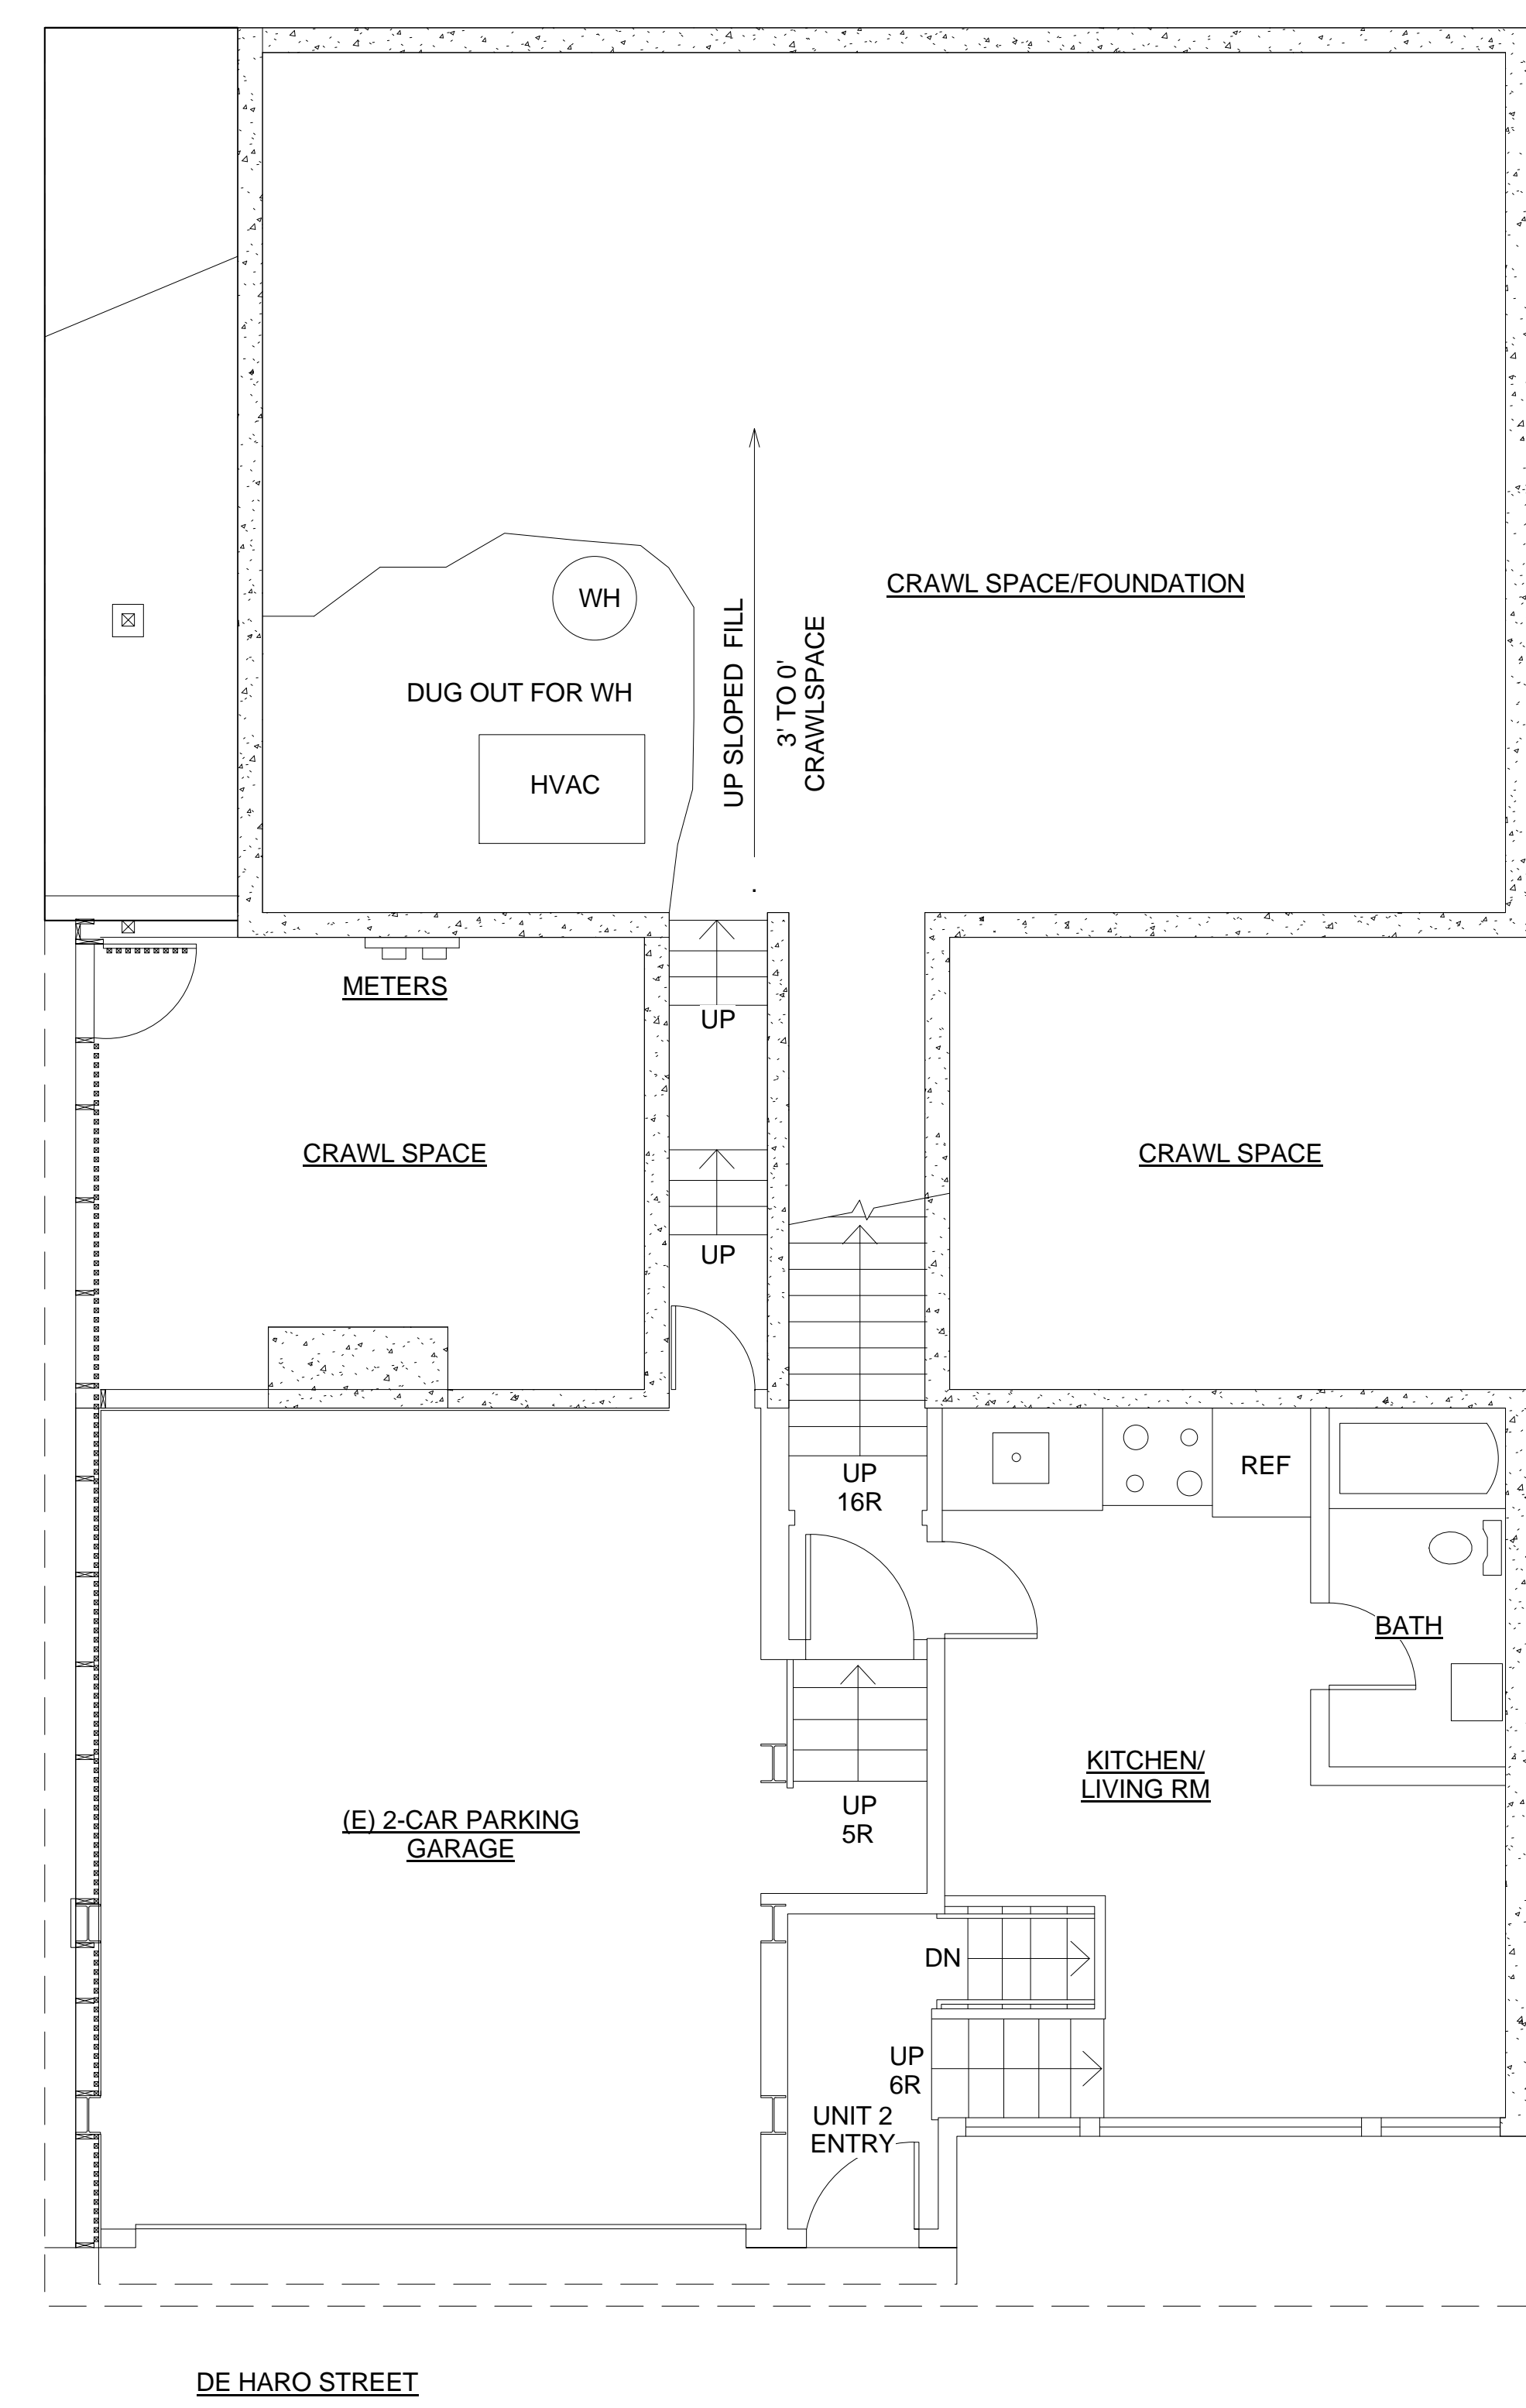 WH
CRAWL SPACE/FOUNDATION
UP SLOPED FILL
3' TO 0'
CRAWLSPACE
DUG OUT FOR WH
HVAC
METERS
UP
CRAWL SPACE
CRAWL SPACE
UP
UP
16R
REF
BATH
KITCHEN/
LIVING RM
(E) 2-CAR PARKING
GARAGE
UP
5R
DN
UP
6R
UNIT 2
ENTRY
DE HARO STREET